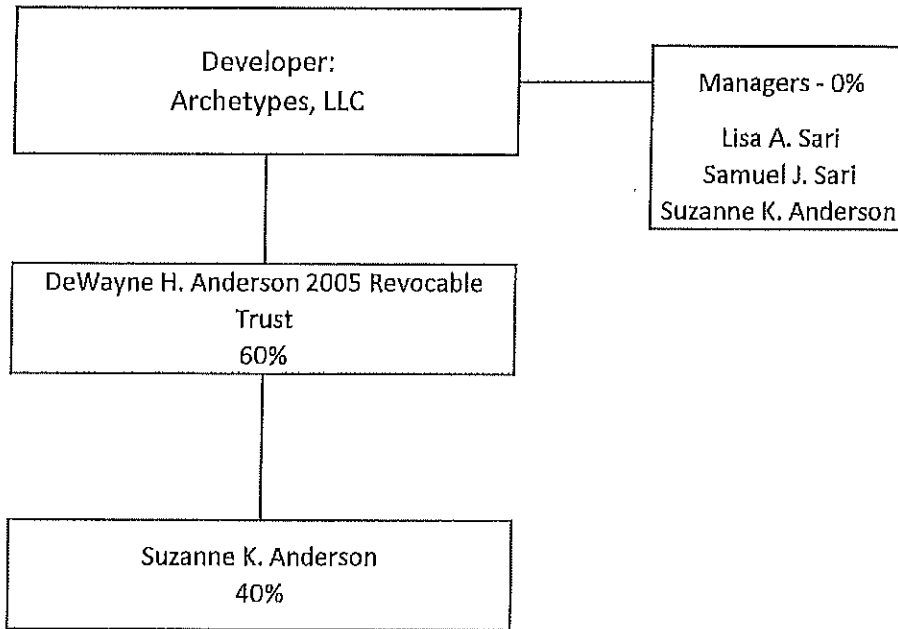 Developer:
Archetypes, LLC
Managers - 0%
Lisa A. Sari
Samuel J. Sari
Suzanne K. Anderson
DeWayne H. Anderson 2005 Revocable
Trust
60%
Suzanne K. Anderson
40%